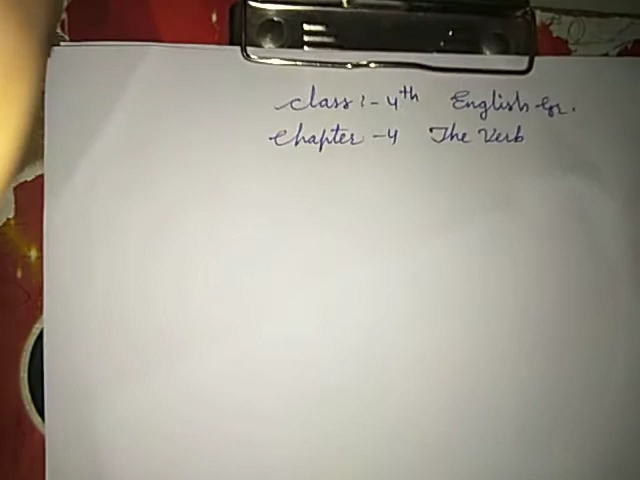 Class :- 4th English Gr.
Chapter - 4 The Verb